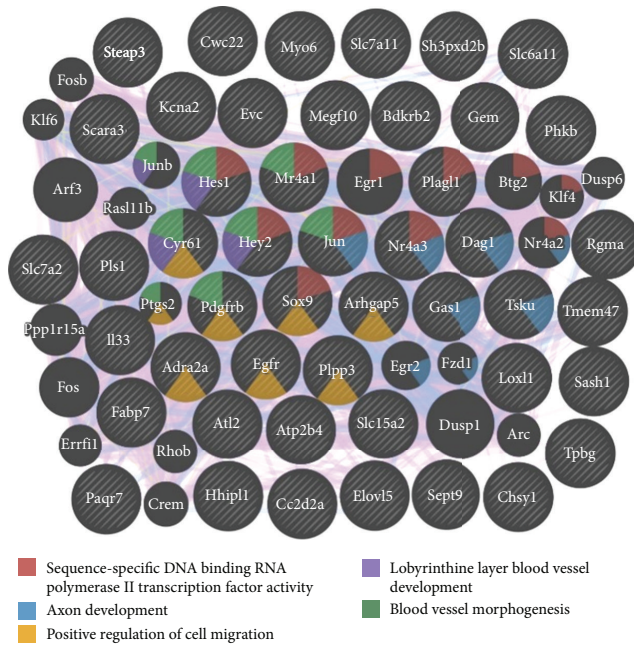 Steap3
Cwc22
Myo6
Slc7a11
Sh3pxd2b
Slc6a11
Fosb
Klf6
Scara3
Kcna2
Evc
Megf10
Bdkrb2
Gem
Phkb
Junb
Hes1
Mr4a1
Egr1
Plagl1
Btg2
Klf4
Dusp6
Arf3
Rasl11b
Cyr61
Hey2
Jun
Nr4a3
Dag1
Nr4a2
Rgma
Slc7a2
Pls1
Ptgs2
Pdgfrb
Sox9
Arhgap5
Gas1
Tsku
Tmem47
Ppp1r15a
ll33
Adra2a
Egfr
Plpp3
Egr2
Fzd1
Loxl1
Sash1
Fos
Fabp7
Atl2
Atp2b4
Slc15a2
Dusp1
Arc
Errfi1
Rhob
Tpbg
Paqr7
Crem
Hhipl1
Cc2d2a
Elovl5
Sept9
Chsy1
Sequence-specific DNA binding RNA
polymerase II transcription factor activity
Axon development
Positive regulation of cell migration
Lobyrinthine layer blood vessel
development
Blood vessel morphogenesis